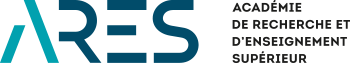 ARES
ACADÉMIE
DE RECHERCHE ET
D'ENSEIGNEMENT
SUPÉRIEUR